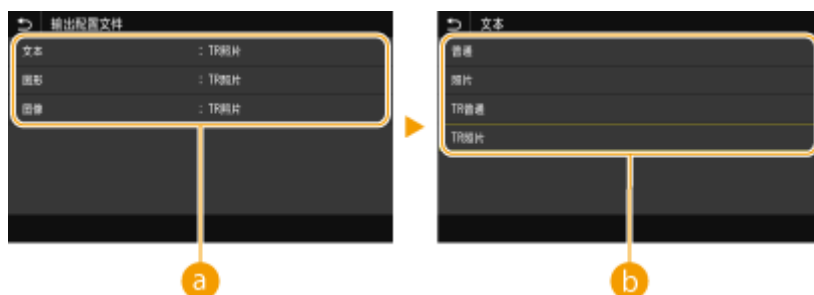 输出配置文件
文本 : TR照片
图形 : TR照片
图像 : TR照片
a
文本
普通
照片
TR普通
TR照片
b